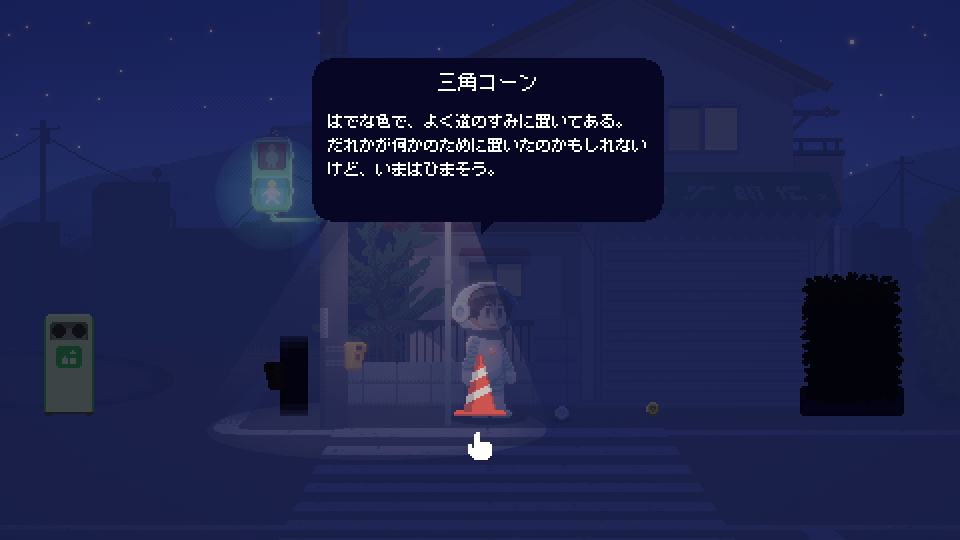 三角コーン
はでな色で、よく道のすみに置いてある。
だれかが何かのために置いたのかもしれない
けど、いまはひまそう。